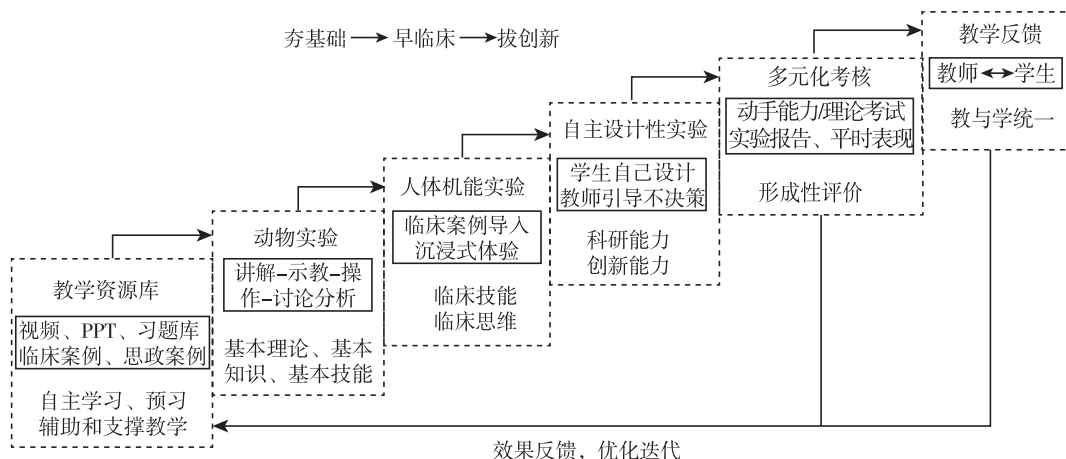 夯基础 早临床 拔创新
教学资源库
视频、PPT、习题库
临床案例、思政案例
自主学习、预习
辅助和支撑教学
动物实验
讲解–示教–操
作–讨论分析
基本理论、基本
知识、基本技能
人体机能实验
临床案例导入
沉浸式体验
临床技能
临床思维
自主设计性实验
学生自己设计
教师引导不决策
科研能力
创新能力
多元化考核
动手能力/理论考试
实验报告、平时表现
形成性评价
教学反馈
教师 学生
教与学统一
效果反馈，优化迭代